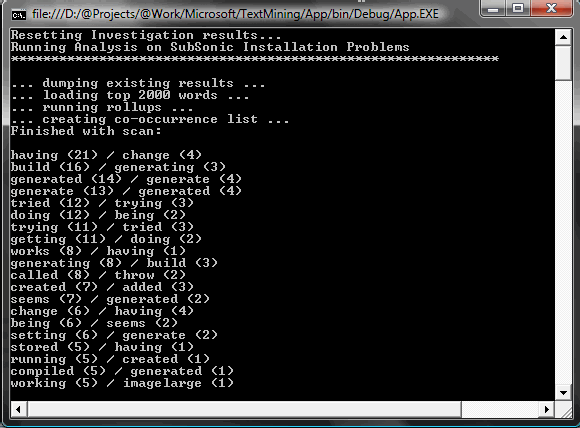 file:///D:/@Projects/@Work/Microsoft/TextMining/App/bin/Debug/App.EXE
Resetting Investigation results...
Running Analysis on SubSonic Installation Problems
*************************************************************
... dumping existing results ...
... loading top 2000 words ...
... running rollups ...
... creating co-occurrence list ...
Finished with scan:
having (21) / change (4)
build (16) / generating (3)
generated (14) / generate (4)
generate (13) / generated (4)
tried (12) / trying (3)
doing (12) / being (2)
trying (11) / tried (3)
getting (11) / doing (2)
works (8) / having (1)
generating (8) / build (3)
called (8) / throw (2)
created (7) / added (3)
seems (7) / generated (2)
change (6) / having (4)
being (6) / seems (2)
setting (6) / generate (2)
stored (5) / having (1)
running (5) / created (1)
compiled (5) / generated (1)
working (5) / imagelarge (1)